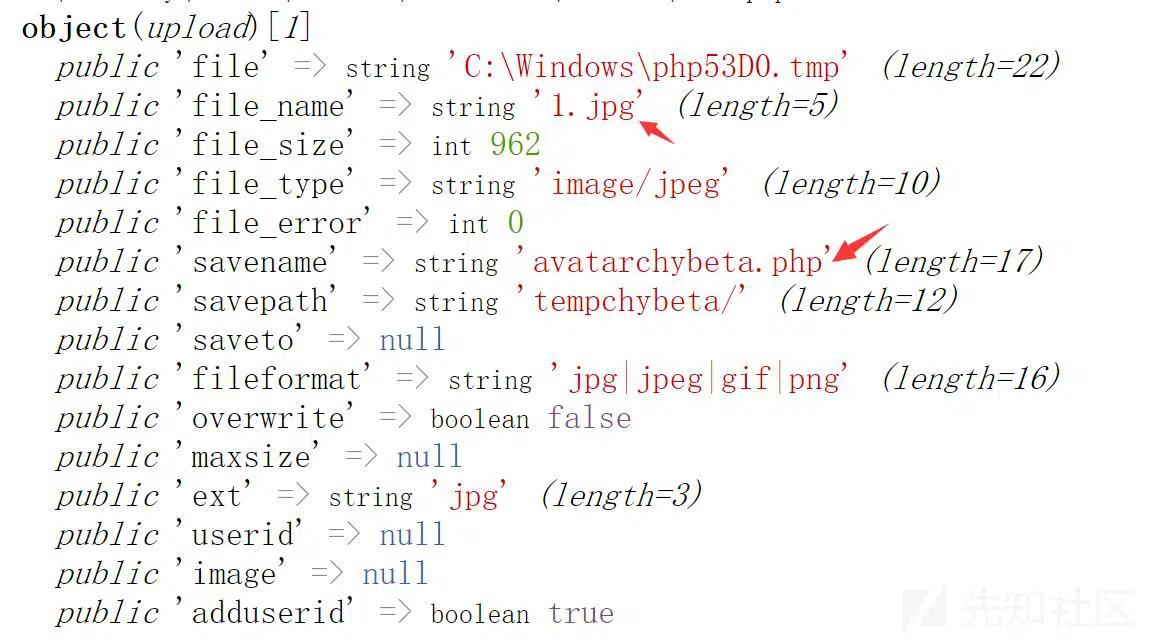 object(upload)[1]
public 'file' => string 'C:\Windows\php53D0.tmp' (length=22)
public 'file_name' => string '1.jpg' (length=5)
public 'file_size' => int 962
public 'file_type' => string 'image/jpeg' (length=10)
public 'file_error' => int 0
public 'savename' => string 'avatarchybeta.php' (length=17)
public 'savepath' => string 'tempchybeta/' (length=12)
public 'saveto' => null
public 'fileformat' => string 'jpg|jpeg|gif|png' (length=16)
public 'overwrite' => boolean false
public 'maxsize' => null
public 'ext' => string 'jpg' (length=3)
public 'userid' => null
public 'image' => null
public 'adduserid' => boolean true
先知社区